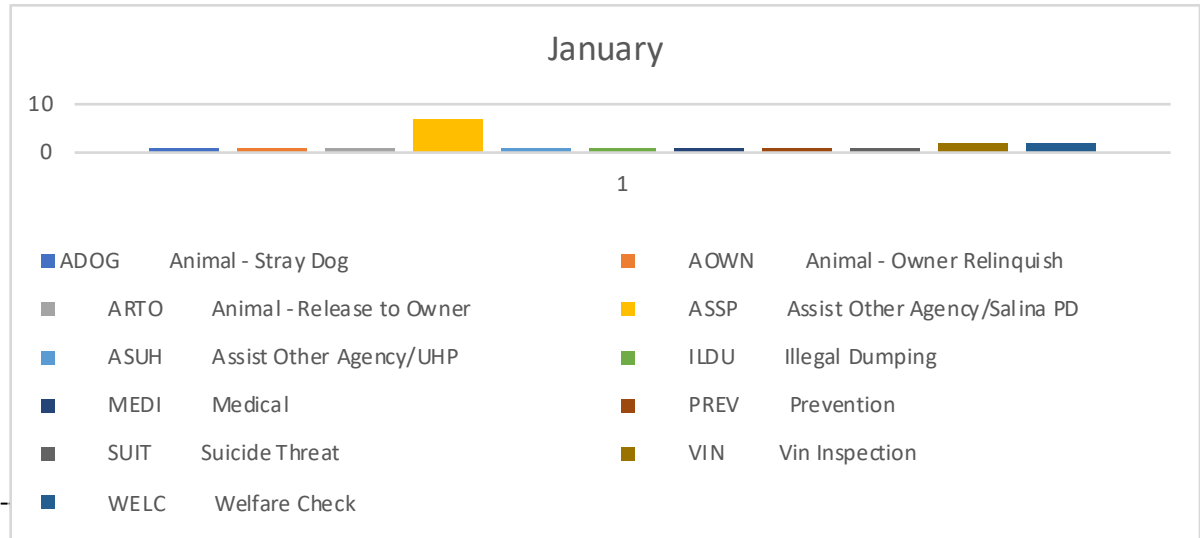 January
10
0
1
ADOG Animal - Stray Dog
AOWN Animal - Owner Relinquish
ARTO Animal - Release to Owner
ASSP Assist Other Agency/Salina PD
ASUH Assist Other Agency/UHP
ILDU Illegal Dumping
MEDI Medical
PREV Prevention
SUIT Suicide Threat
VIN Vin Inspection
WELC Welfare Check